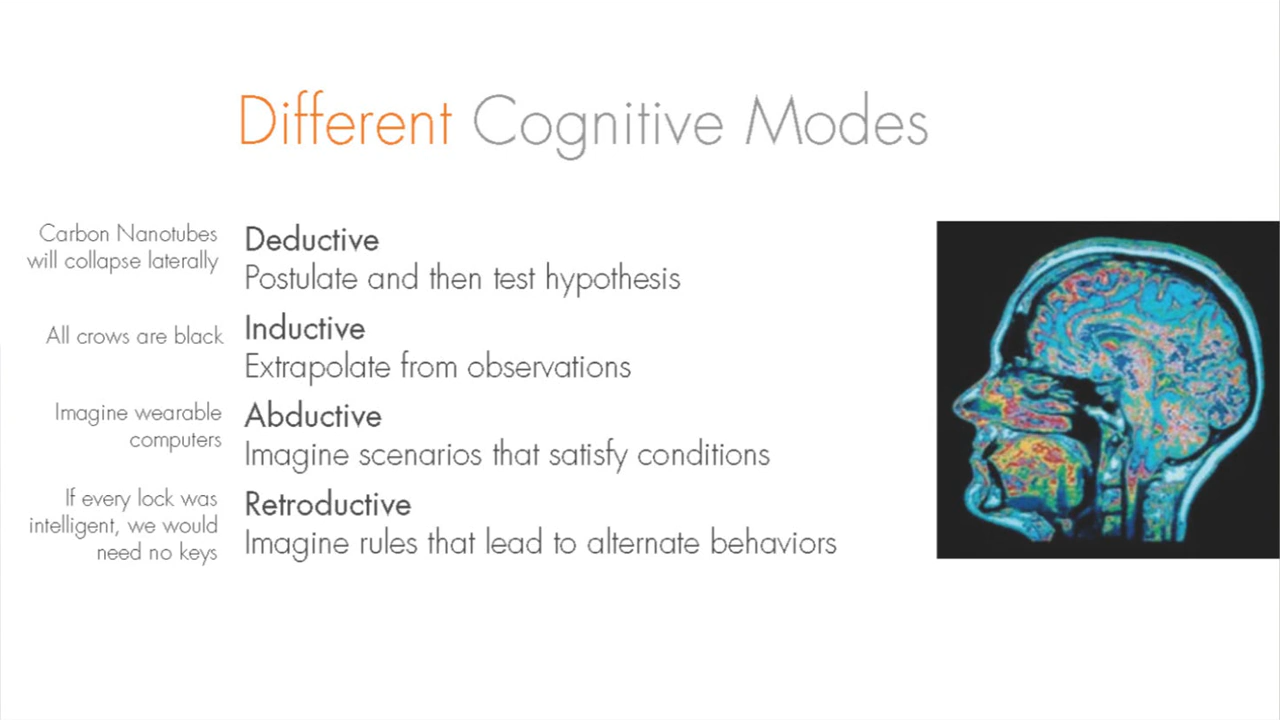 Different Cognitive Modes
Carbon Nanotubes
will collapse laterally
Deductive
Postulate and then test hypothesis
All crows are black
Inductive
Extrapolate from observations
Imagine wearable
computers
Abductive
Imagine scenarios that satisfy conditions
If every lock was
intelligent, we would
need no keys
Retroductive
Imagine rules that lead to alternate behaviors